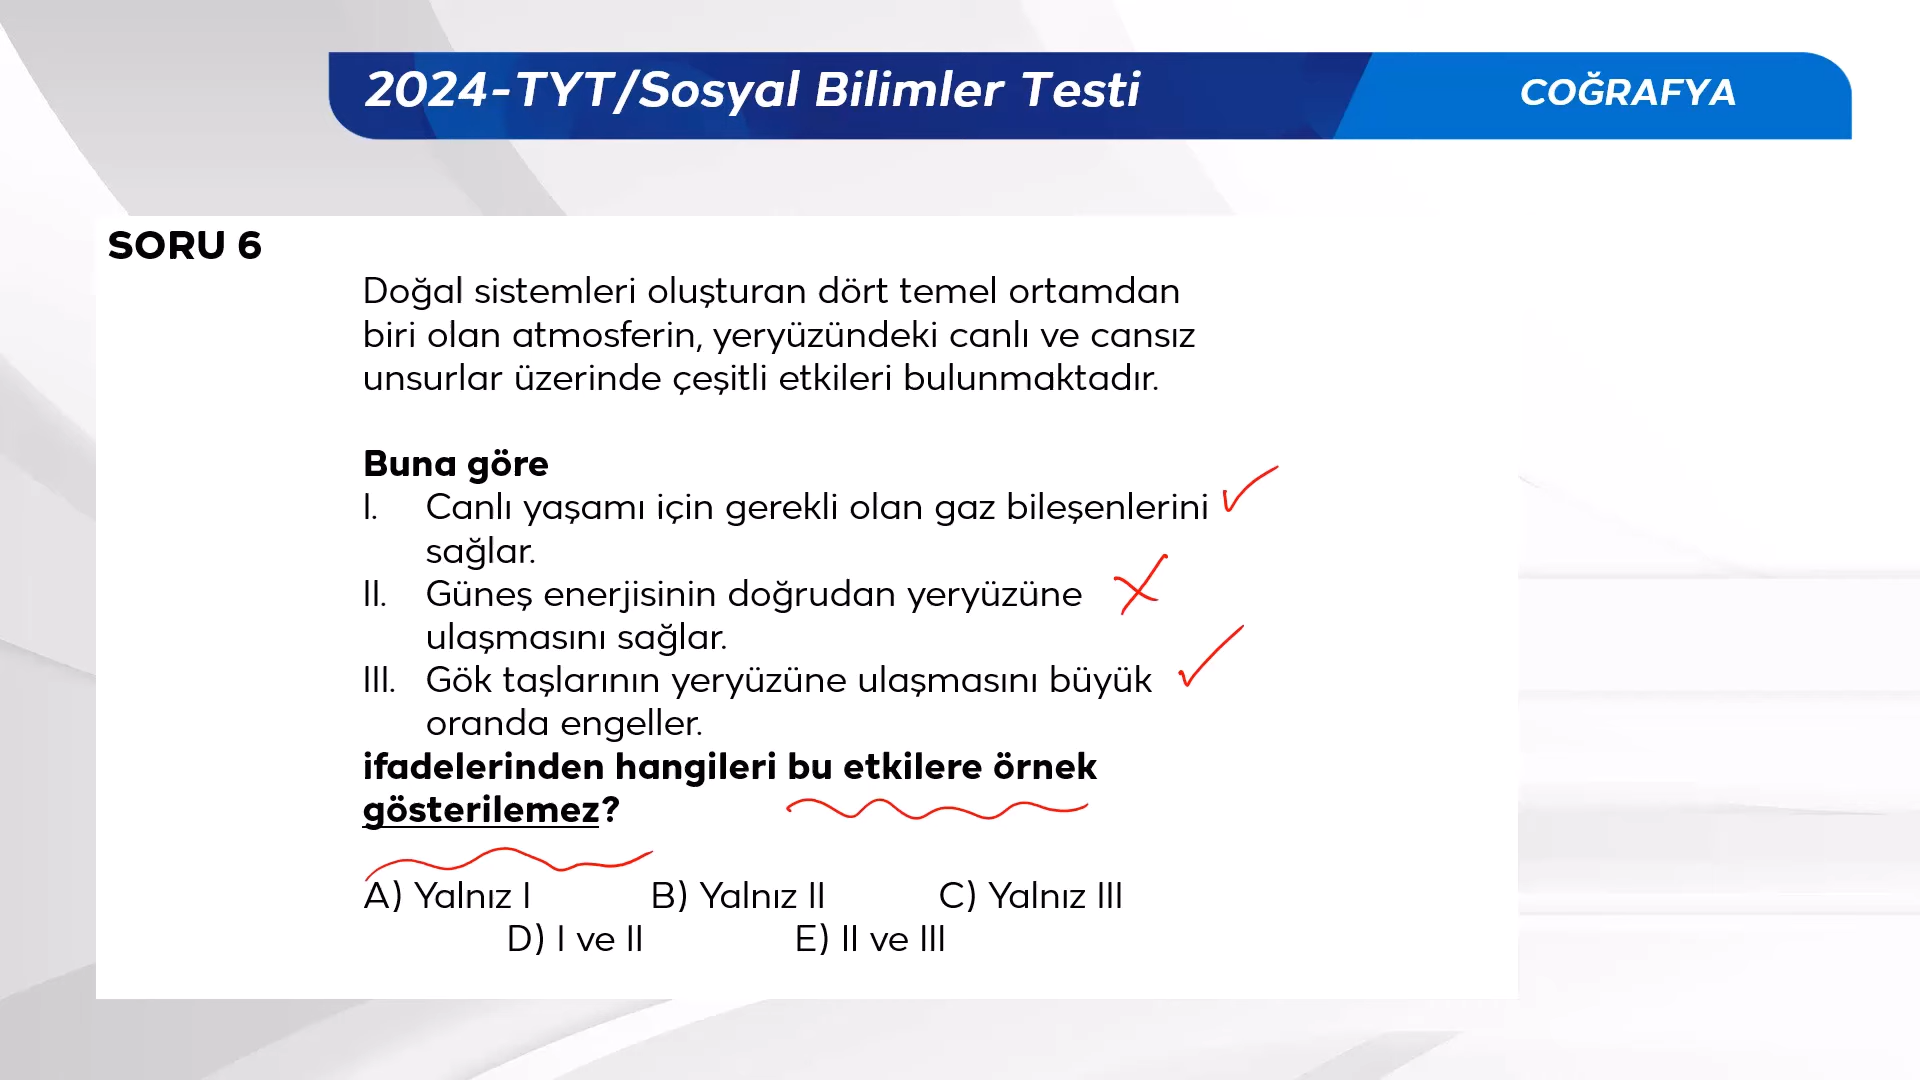 2024-TYT/Sosyal Bilimler Testi
COĞRAFYA
SORU 6
Doğal sistemleri oluşturan dört temel ortamdan
biri olan atmosferin, yeryüzündeki canlı ve cansız
unsurlar üzerinde çeşitli etkileri bulunmaktadır.
Buna göre
I. Canlı yaşamı için gerekli olan gaz bileşenlerini
sağlar.
II. Güneş enerjisinin doğrudan yeryüzüne
ulaşmasını sağlar.
III. Gök taşlarının yeryüzüne ulaşmasını büyük
oranda engeller.
ifadelerinden hangileri bu etkilere örnek
gösterilemez?
A) Yalnız I B) Yalnız II C) Yalnız III
D) I ve II E) II ve III